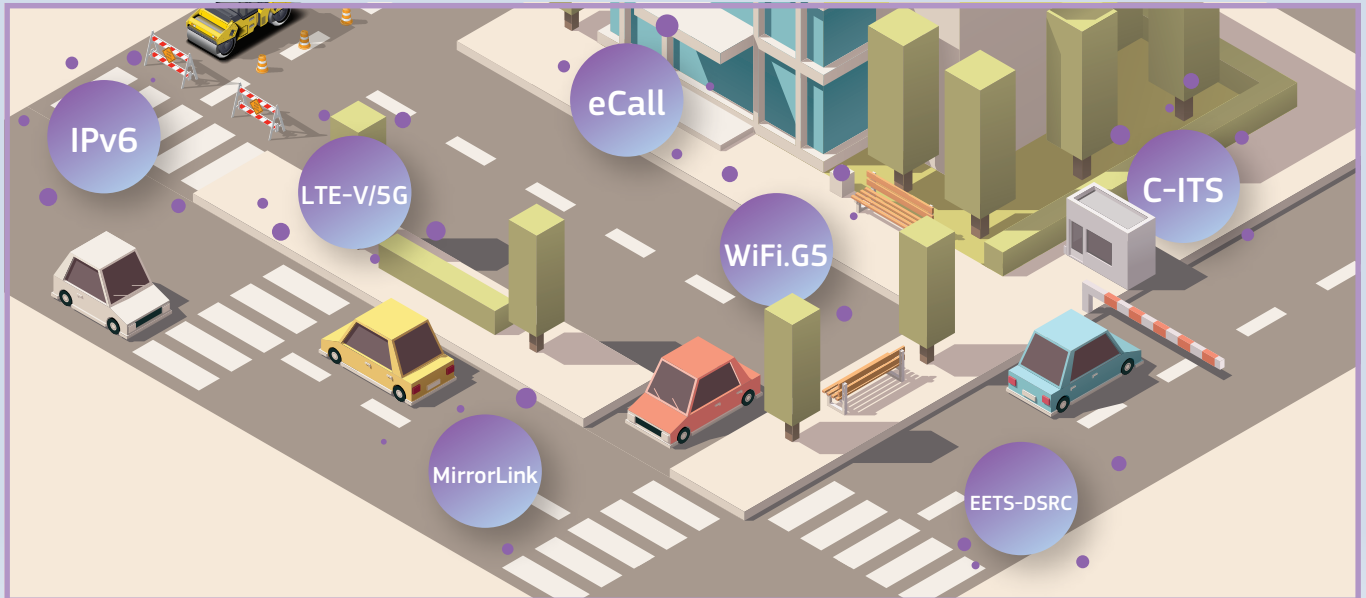 eCall
IPv6
C-ITS
LTE-V/5G
WiFi.G5
MirrorLink
EETS-DSRC